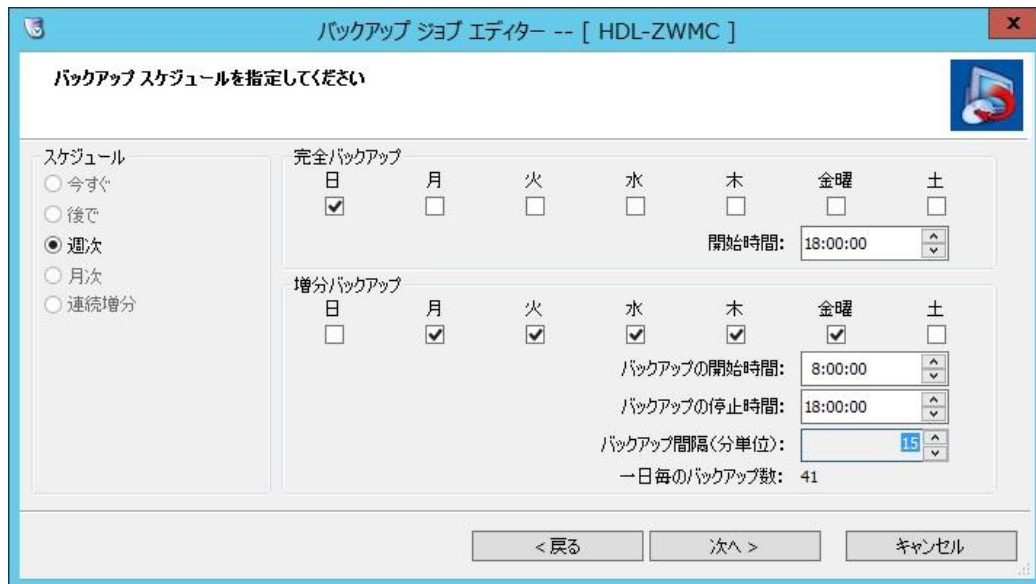 バックアップ ジョブ エディター -- [ HDL-ZWMC ]
x
バックアップ スケジュールを指定してください
スケジュール
今すぐ
後で
週次
月次
連続増分
完全バックアップ
日 月 火 水 木 金曜 土
開始時間: 18:00:00
増分バックアップ
日 月 火 水 木 金曜 土
バックアップの開始時間: 8:00:00
バックアップの停止時間: 18:00:00
バックアップ間隔(分単位): 15
一日毎のバックアップ数: 41
< 戻る 次へ > キャンセル